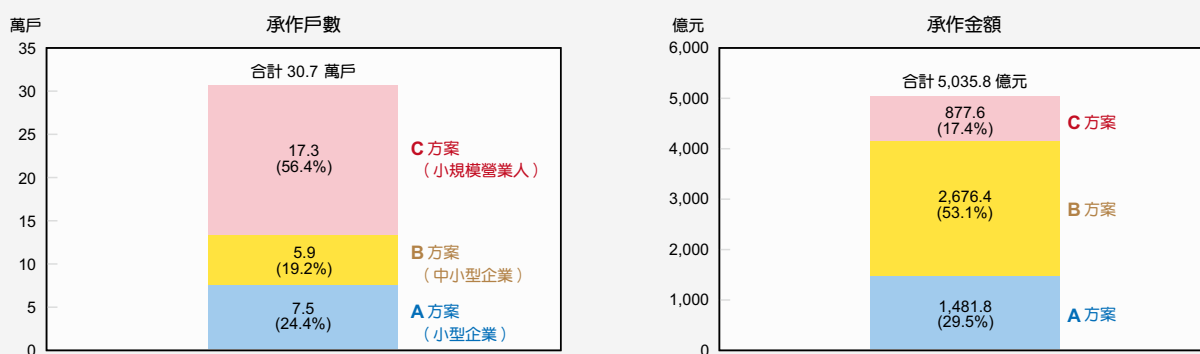 承作戶數
萬戶
35
30
25
20
15
10
5
0
合計 30.7 萬戶
17.3
(56.4%)
5.9
(19.2%)
7.5
(24.4%)
C 方案
（小規模營業人）
B 方案
（中小型企業）
A 方案
（小型企業）
承作金額
億元
6,000
5,000
4,000
3,000
2,000
1,000
0
合計 5,035.8 億元
877.6
(17.4%)
2,676.4
(53.1%)
1,481.8
(29.5%)
C 方案
B 方案
A 方案